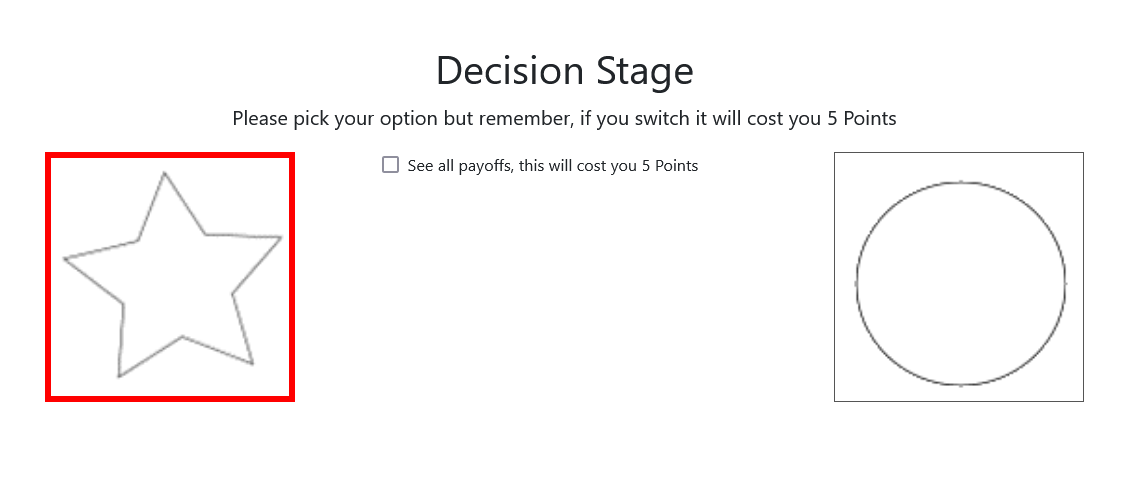 Decision Stage
Please pick your option but remember, if you switch it will cost you 5 Points
See all payoffs, this will cost you 5 Points